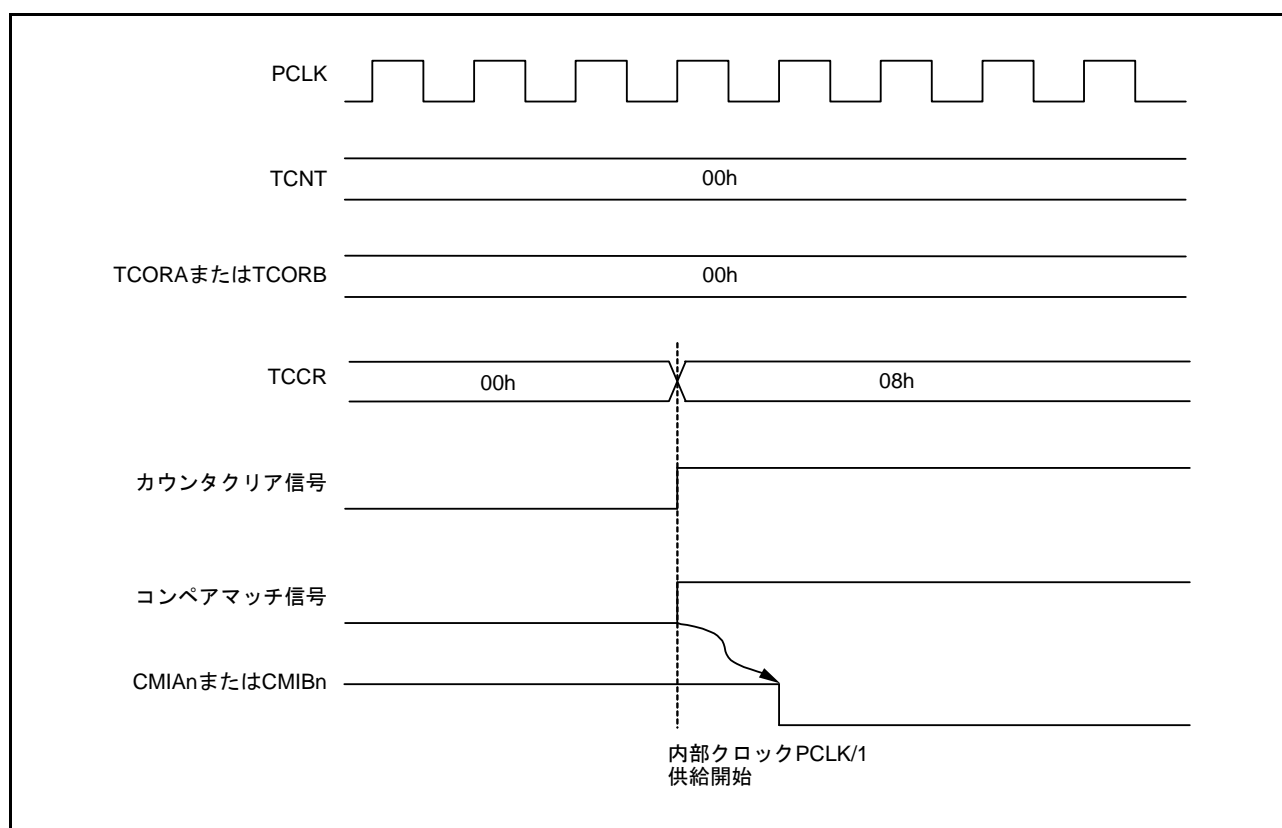 PCLK
TCNT
00h
TCORAまたはTCORB
00h
TCCR
00h
08h
カウンタクリア信号
コンペアマッチ信号
CMIAnまたはCMIBn
内部クロックPCLK/1
供給開始